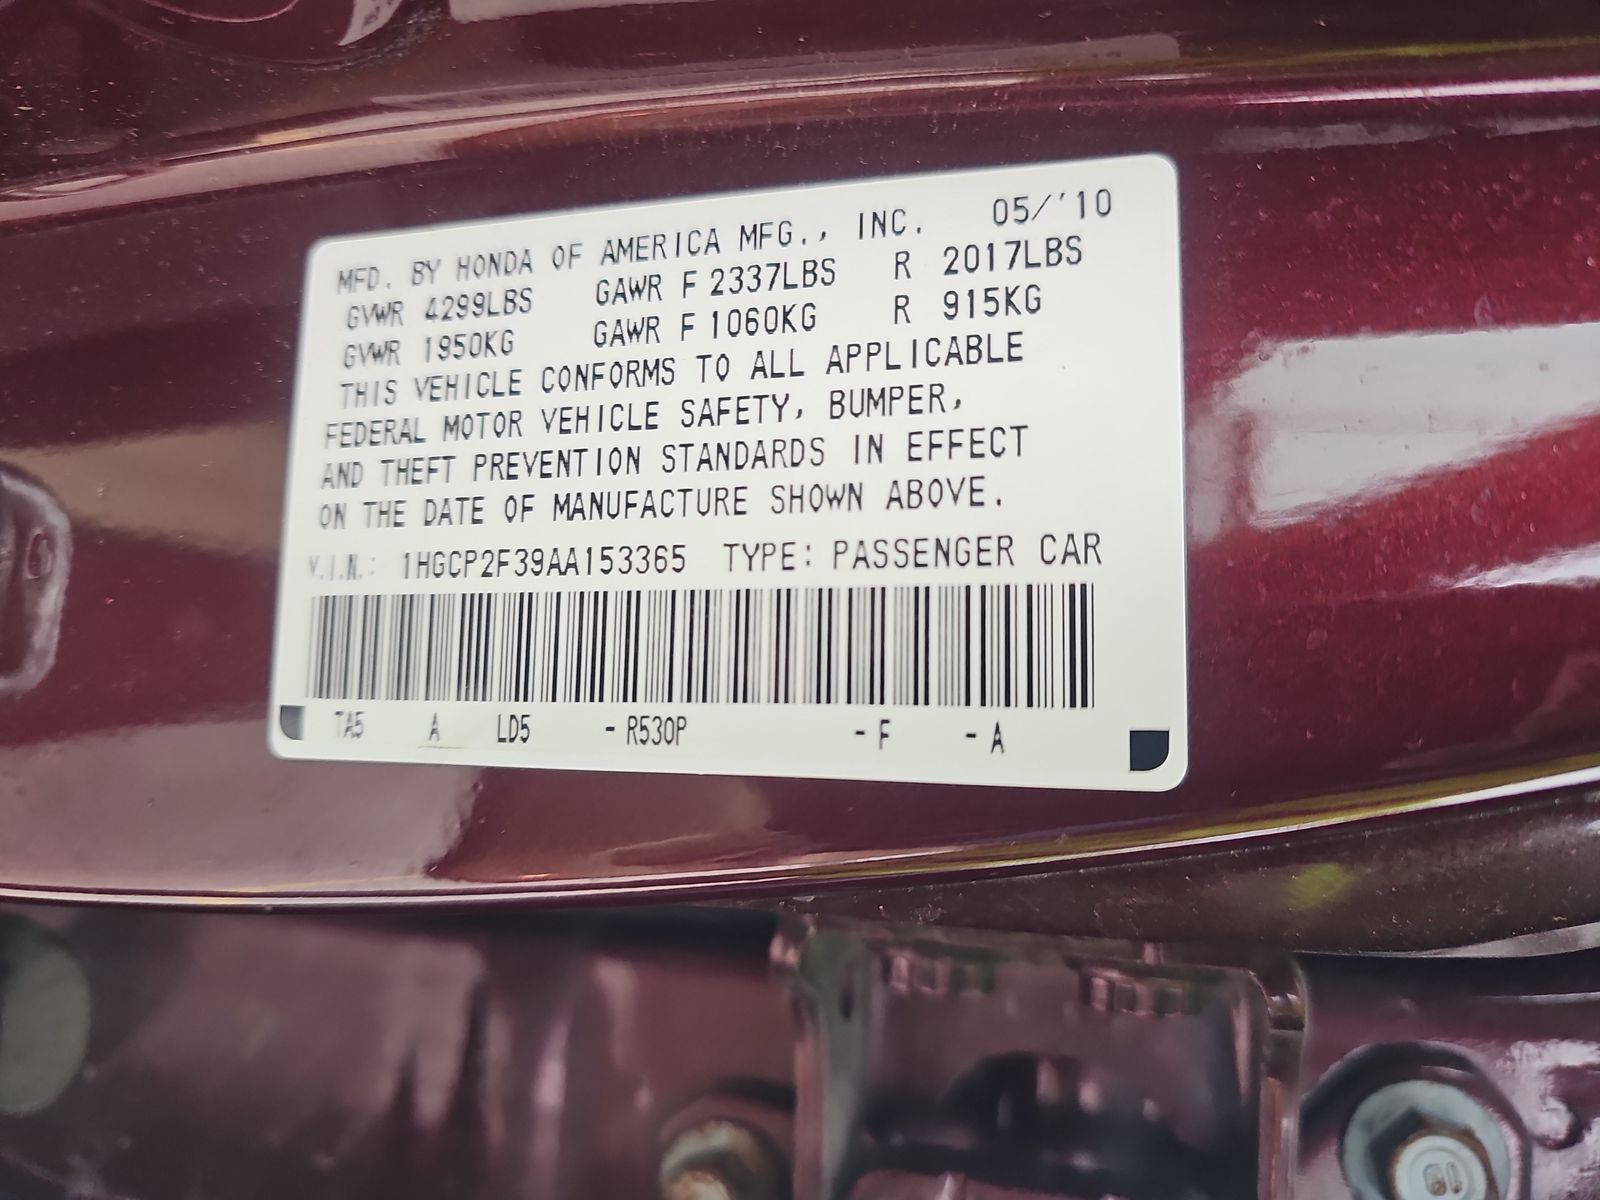 MFD. BY HONDA OF AMERICA MFG., INC. 05/'10
GVWR 4299LBS GAWR F 2337LBS R 2017LBS
GVWR 1950KG GAWR F 1060KG R 915KG
THIS VEHICLE CONFORMS TO ALL APPLICABLE
FEDERAL MOTOR VEHICLE SAFETY, BUMPER,
AND THEFT PREVENTION STANDARDS IN EFFECT
ON THE DATE OF MANUFACTURE SHOWN ABOVE.
V.I.N.: 1HGCP2F39AA153365 TYPE: PASSENGER CAR
TA5 A LD5 -R530P -F -A